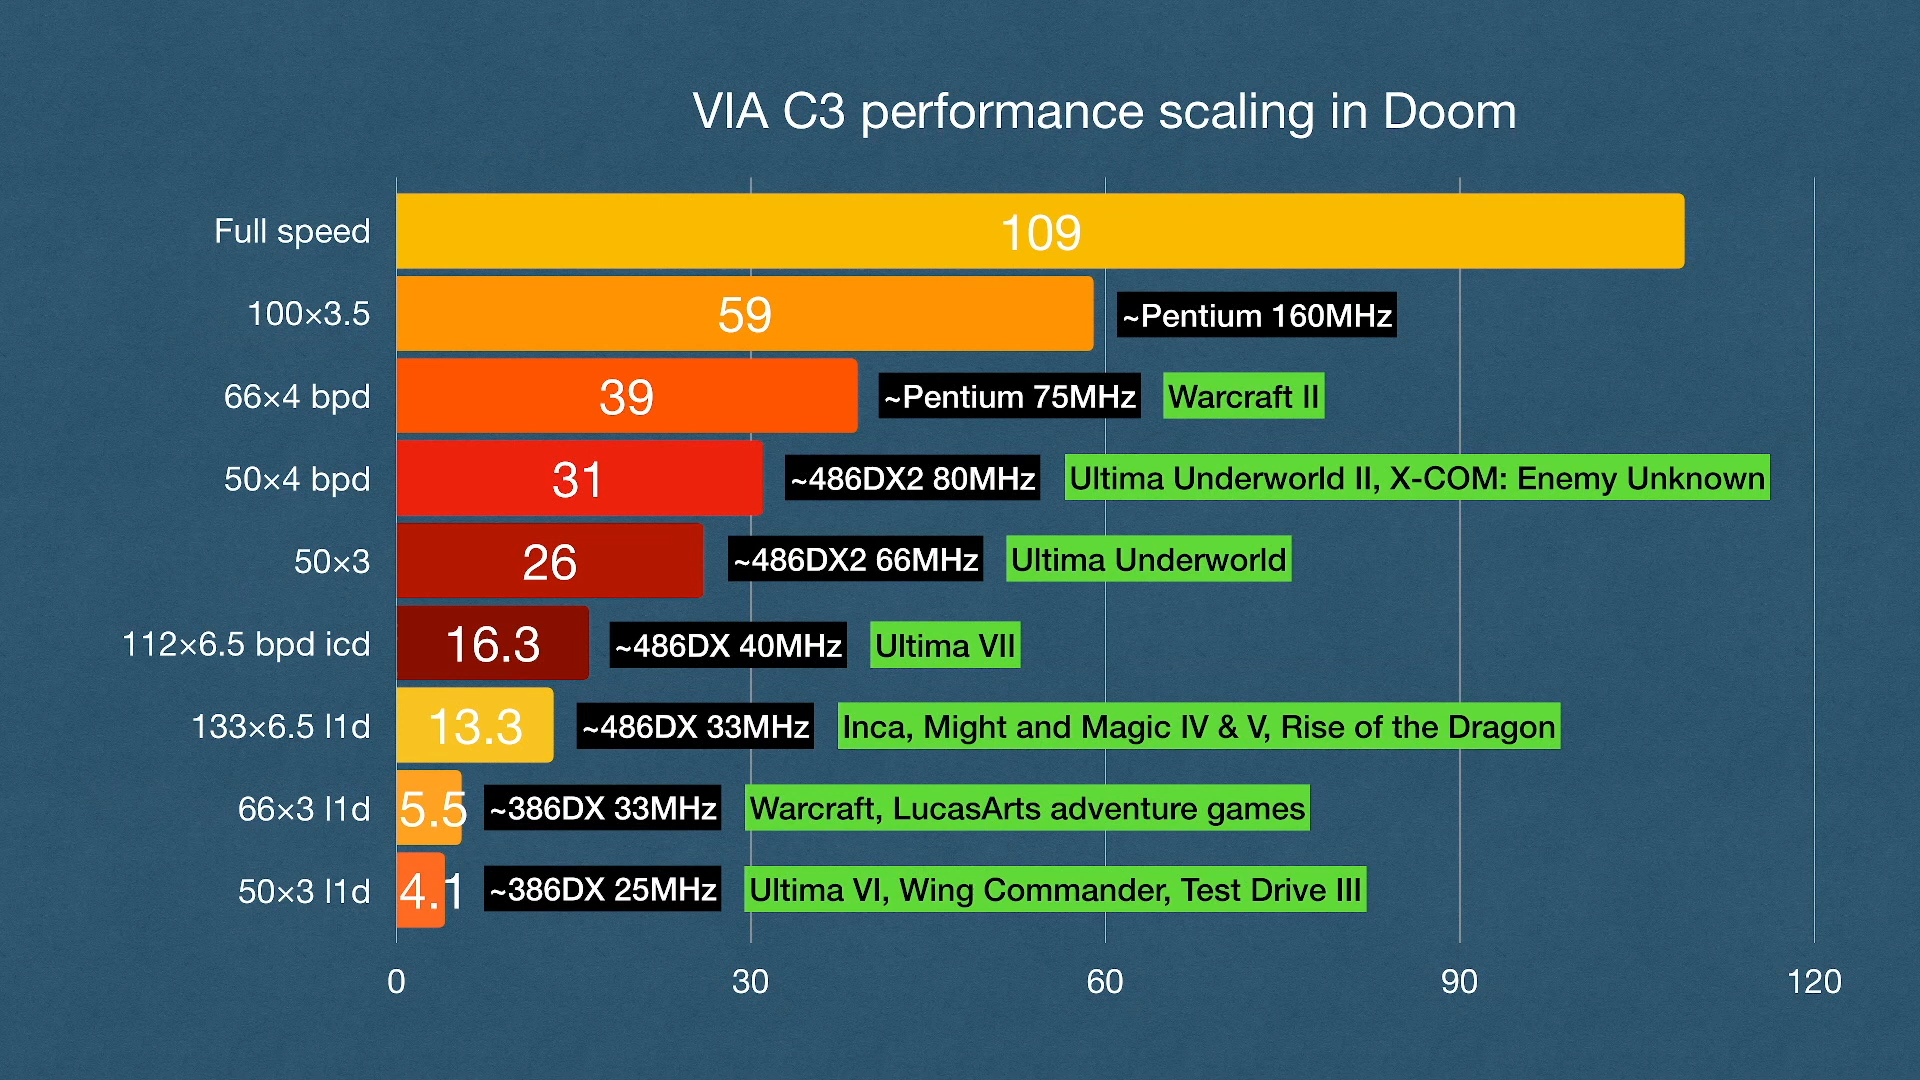 VIA C3 performance scaling in Doom
Full speed 109
100×3.5 59 ~Pentium 160MHz
66×4 bpd 39 ~Pentium 75MHz Warcraft II
50×4 bpd 31 ~486DX2 80MHz Ultima Underworld II, X-COM: Enemy Unknown
50×3 26 ~486DX2 66MHz Ultima Underworld
112×6.5 bpd icd 16.3 ~486DX 40MHz Ultima VII
133×6.5 l1d 13.3 ~486DX 33MHz Inca, Might and Magic IV & V, Rise of the Dragon
66×3 l1d 5.5 ~386DX 33MHz Warcraft, LucasArts adventure games
50×3 l1d 4.1 ~386DX 25MHz Ultima VI, Wing Commander, Test Drive III
0 30 60 90 120